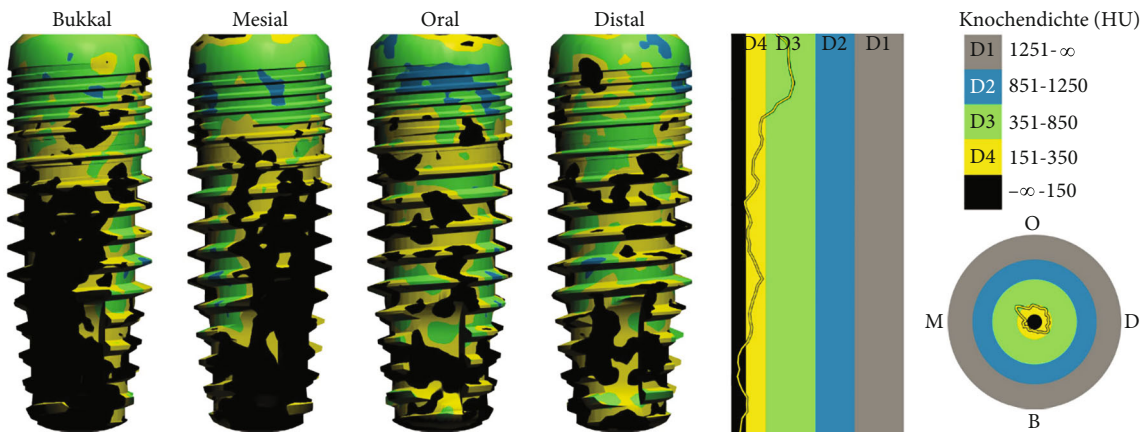 Bukkal
Mesial
Oral
Distal
D4 D3 D2 D1
Knochendichte (HU)
D1 1251-∞
D2 851-1250
D3 351-850
D4 151-350
-∞-150
O
M D
B